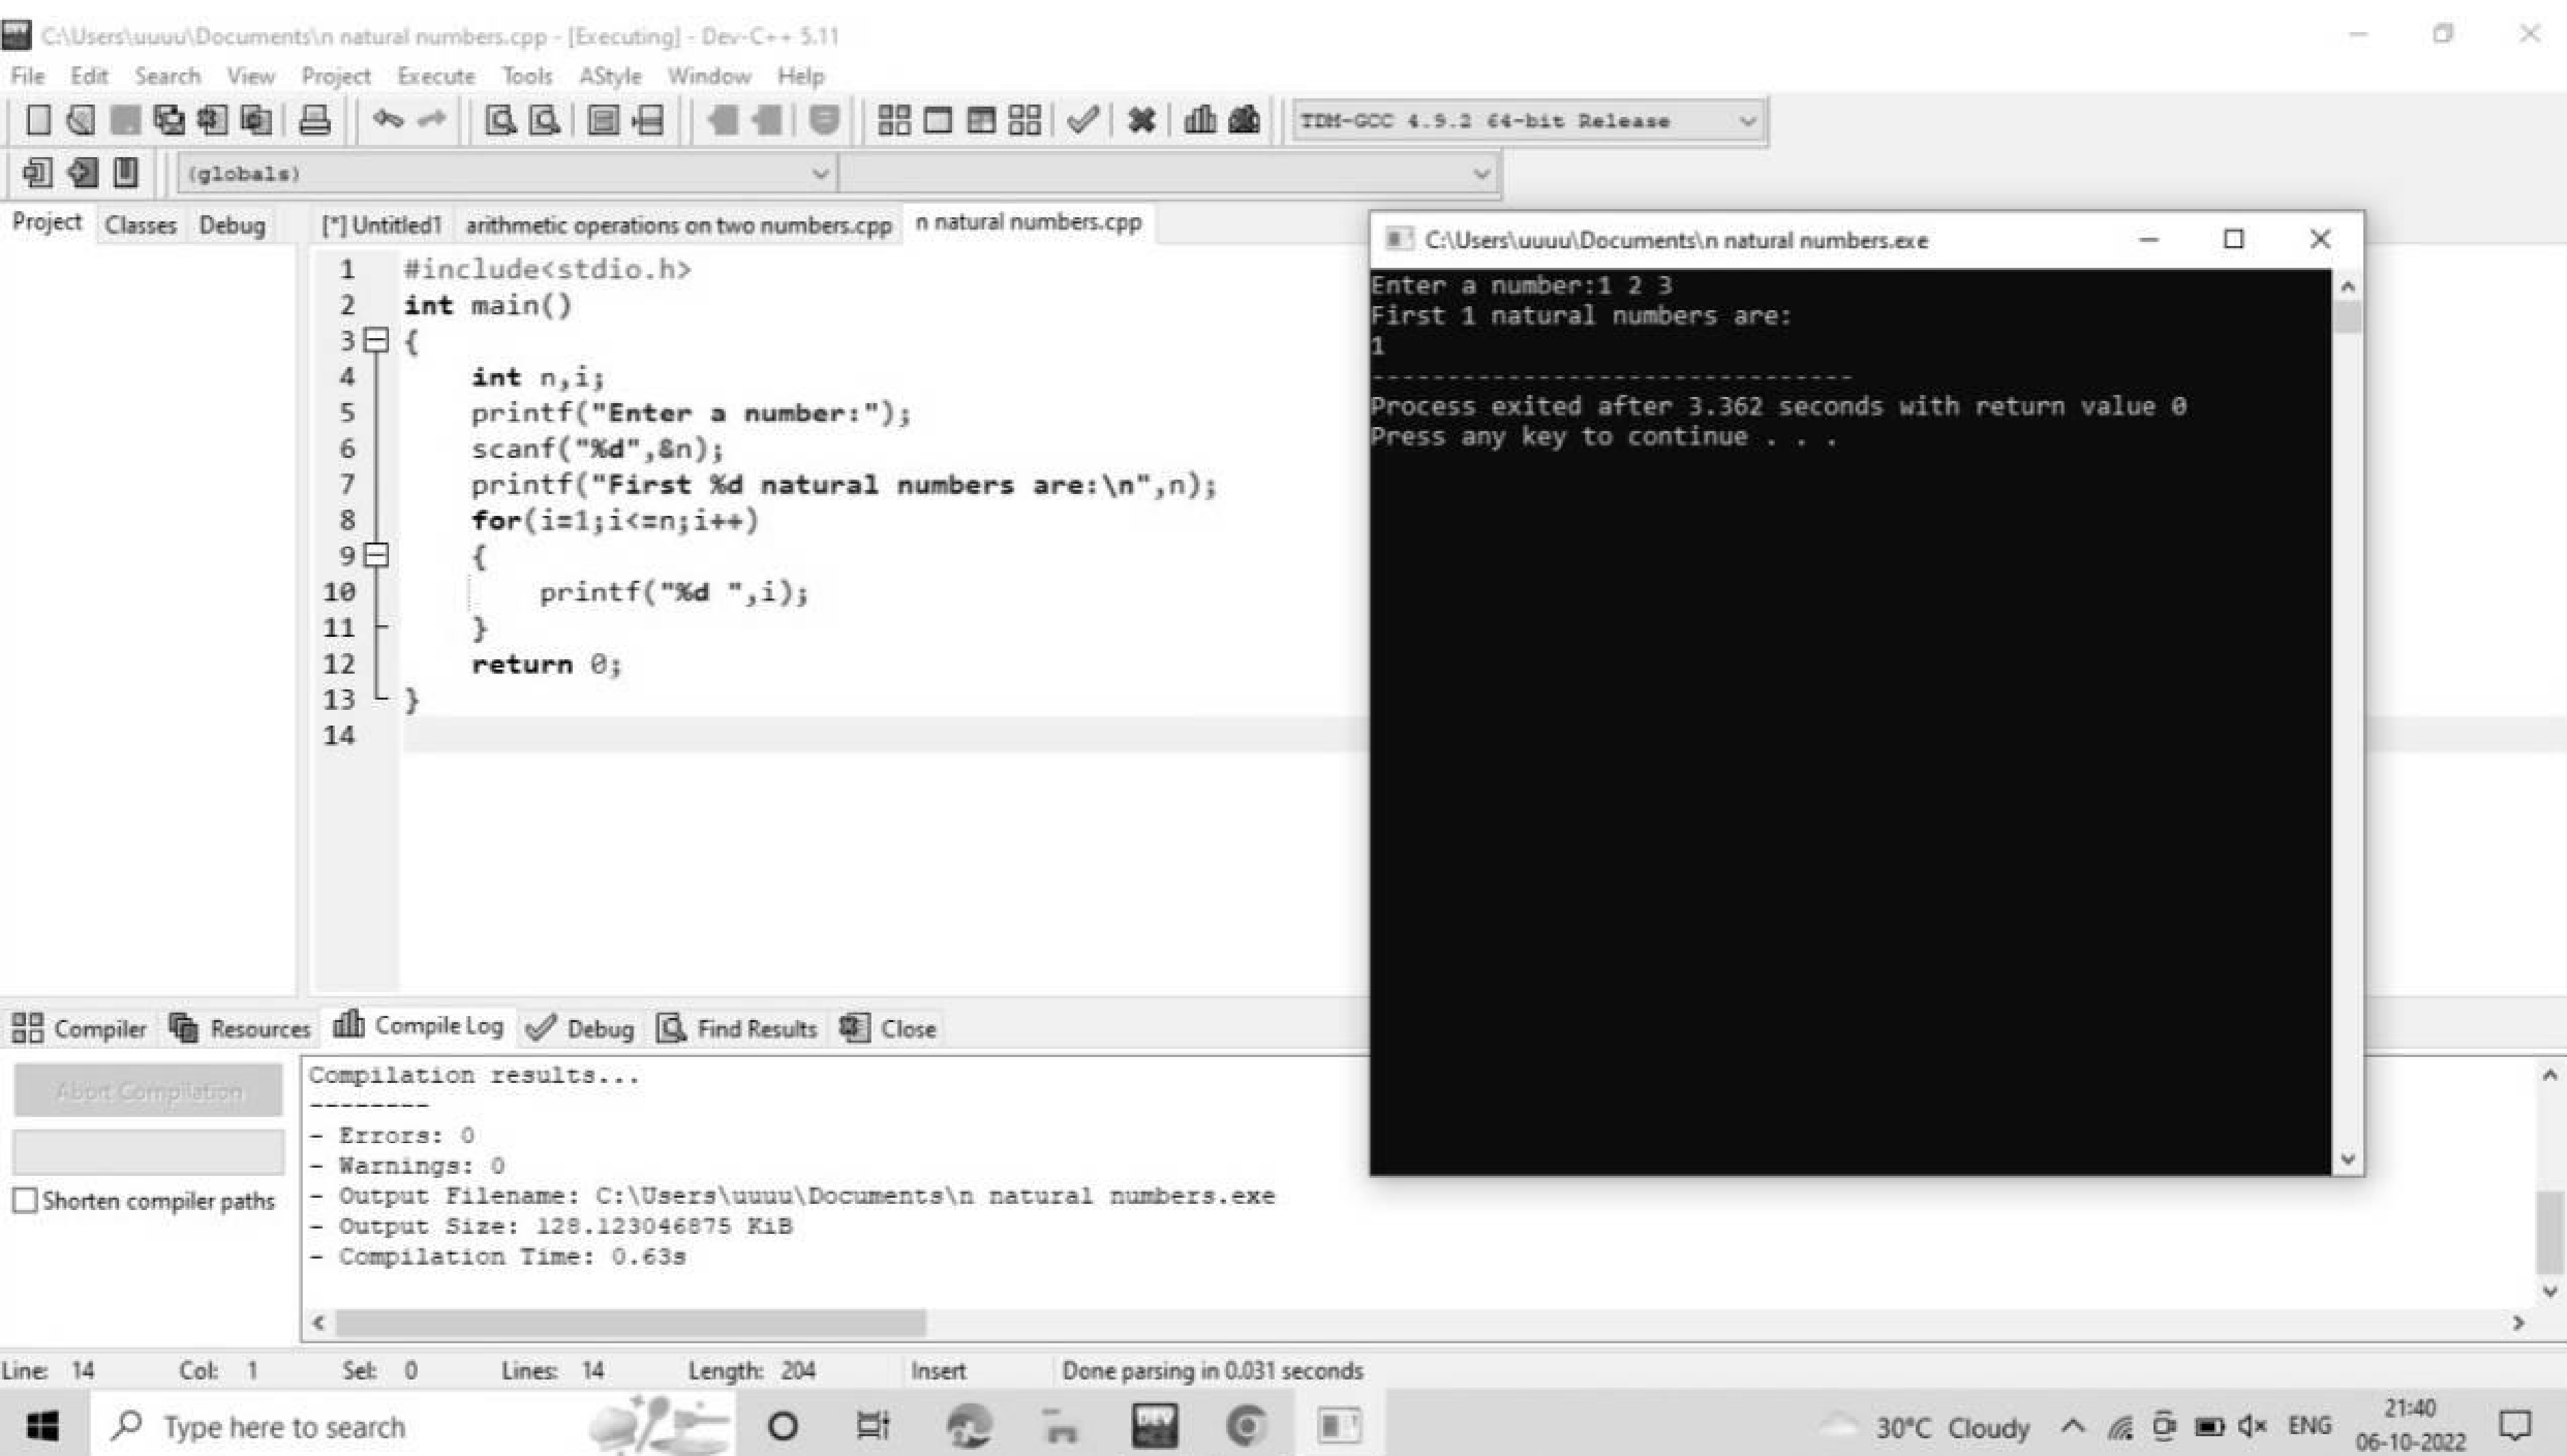 C:\Users\uuuu\Documents\n natural numbers.cpp - [Executing] - Dev-C++ 5.11
File Edit Search View Project Execute Tools AStyle Window Help
TDM-GCC 4.9.2 64-bit Release
(globals)
Project Classes Debug
[*] Untitled1 arithmetic operations on two numbers.cpp n natural numbers.cpp
1 #include<stdio.h>
2 int main()
3 {
4 int n,i;
5 printf("Enter a number:");
6 scanf("%d",&n);
7 printf("First %d natural numbers are:\n",n);
8 for(i=1;i<=n;i++)
9 {
10 printf("%d ",i);
11 }
12 return 0;
13 }
14
C:\Users\uuuu\Documents\n natural numbers.exe
Enter a number:1 2 3
First 1 natural numbers are:
1
--------------------------------
Process exited after 3.362 seconds with return value 0
Press any key to continue . . .
Compiler Resources Compile Log Debug Find Results Close
Abort Compilation
Shorten compiler paths
Compilation results...
--------
- Errors: 0
- Warnings: 0
- Output Filename: C:\Users\uuuu\Documents\n natural numbers.exe
- Output Size: 128.123046875 KiB
- Compilation Time: 0.63s
Line: 14 Col: 1 Sel: 0 Lines: 14 Length: 204 Insert Done parsing in 0.031 seconds
Type here to search
DEV
30°C Cloudy
ENG
21:40
06-10-2022